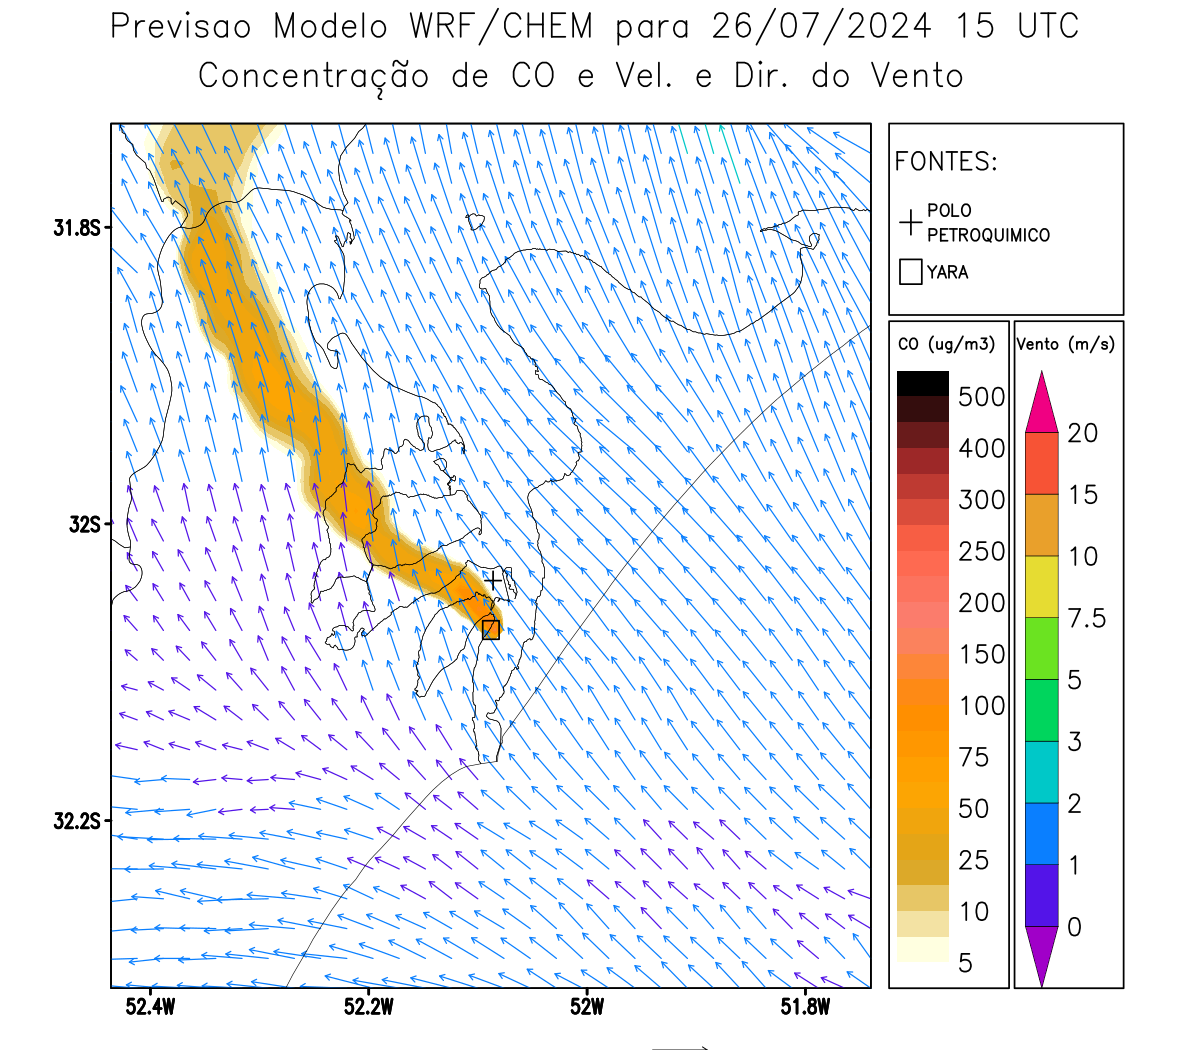 Previsao Modelo WRF/CHEM para 26/07/2024 15 UTC
Concentração de CO e Vel. e Dir. do Vento
FONTES:
POLO
PETROQUIMICO
YARA
31.8S
32S
32.2S
52.4W
52.2W
52W
51.8W
CO (ug/m3)
500
400
300
250
200
150
100
75
50
25
10
5
Vento (m/s)
20
15
10
7.5
5
3
2
1
0